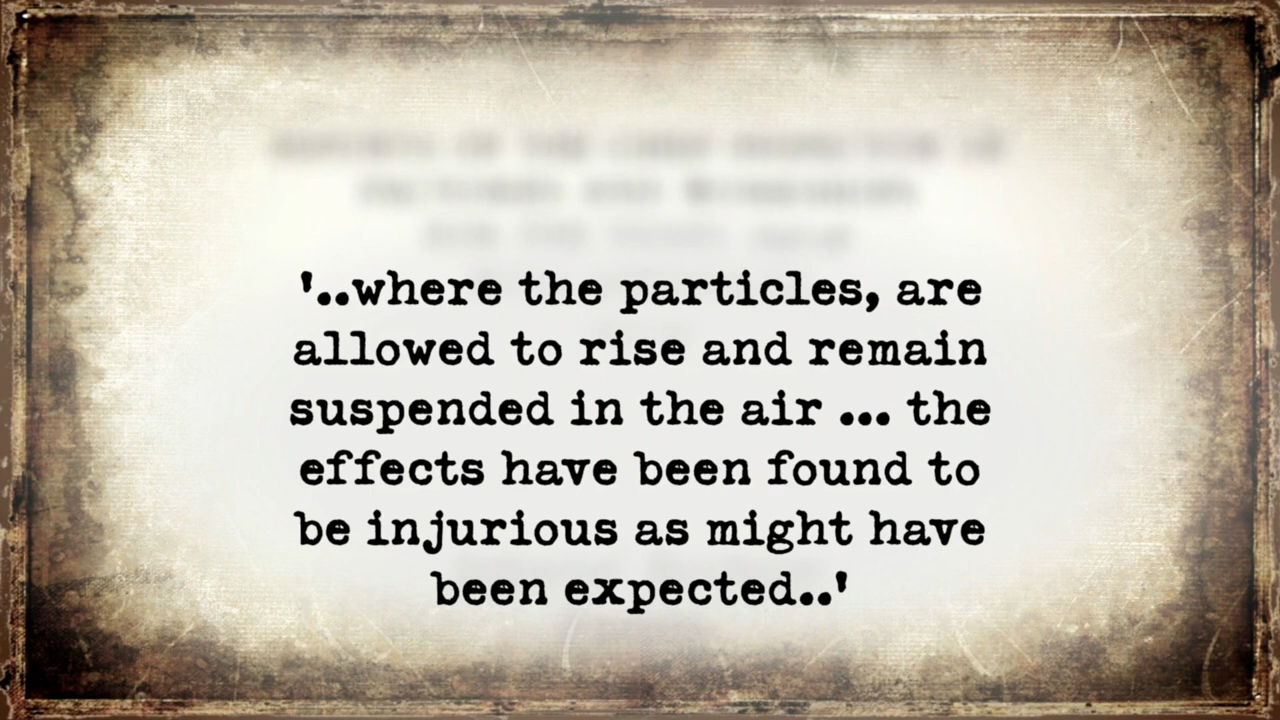 '..where the particles, are
allowed to rise and remain
suspended in the air ... the
effects have been found to
be injurious as might have
been expected..'